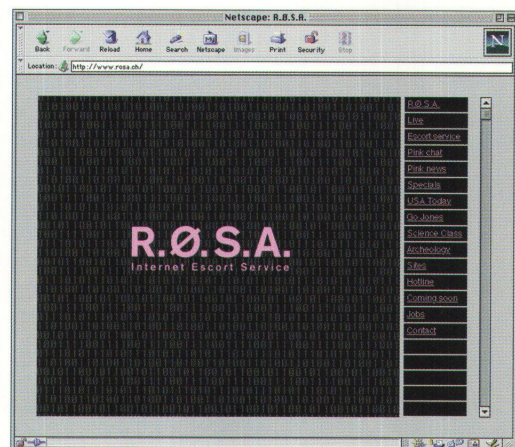 Netscape: R.Ø.S.A.
Back Forward Reload Home Search Netscape Images Print Security Stop
N
Location: http://www.rosa.ch/
R.Ø.S.A.
Internet Escort Service
R.Ø.S.A.
Live
Escort service
Pink chat
Pink news
Specials
USA Today
Go Jones
Science Class
Archeology
Sites
Hotline
Coming soon
Jobs
Contact